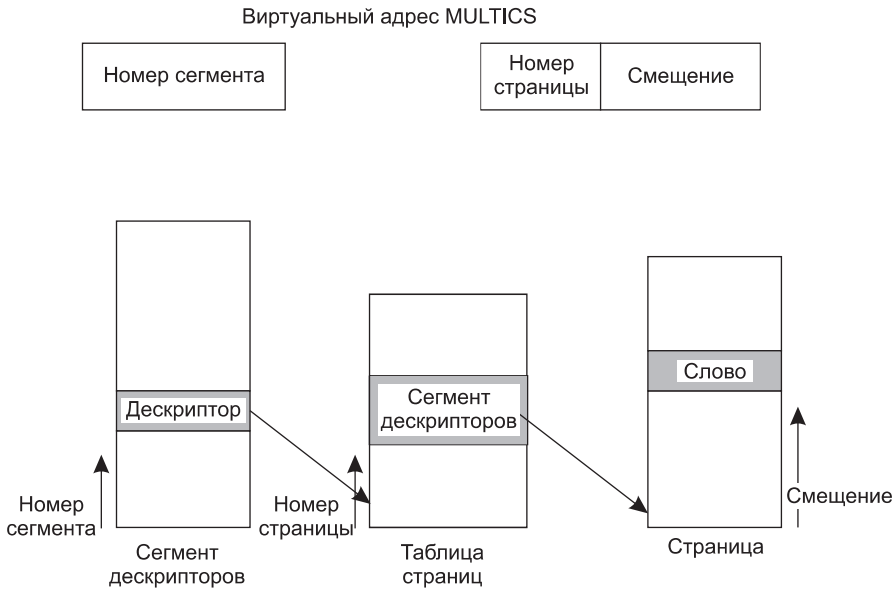 Виртуальный адрес MULTICS
Номер сегмента
Номер
страницы
Смещение
Дескриптор
Сегмент
дескрипторов
Слово
Номер
сегмента
Номер
страницы
Смещение
Сегмент
дескрипторов
Таблица
страниц
Страница